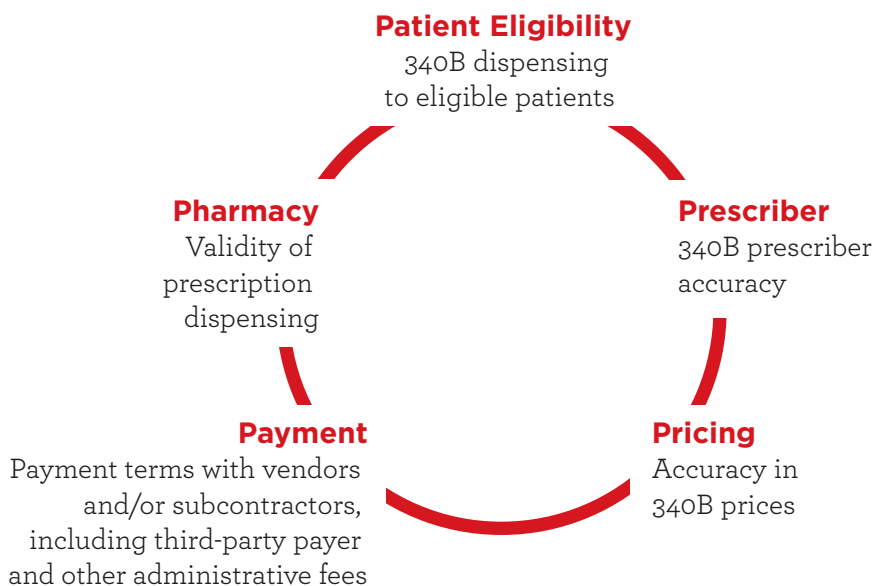 Patient Eligibility
340B dispensing
to eligible patients
Pharmacy
Validity of
prescription
dispensing
Prescriber
340B prescriber
accuracy
Payment
Payment terms with vendors
and/or subcontractors,
including third-party payer
and other administrative fees
Pricing
Accuracy in
340B prices